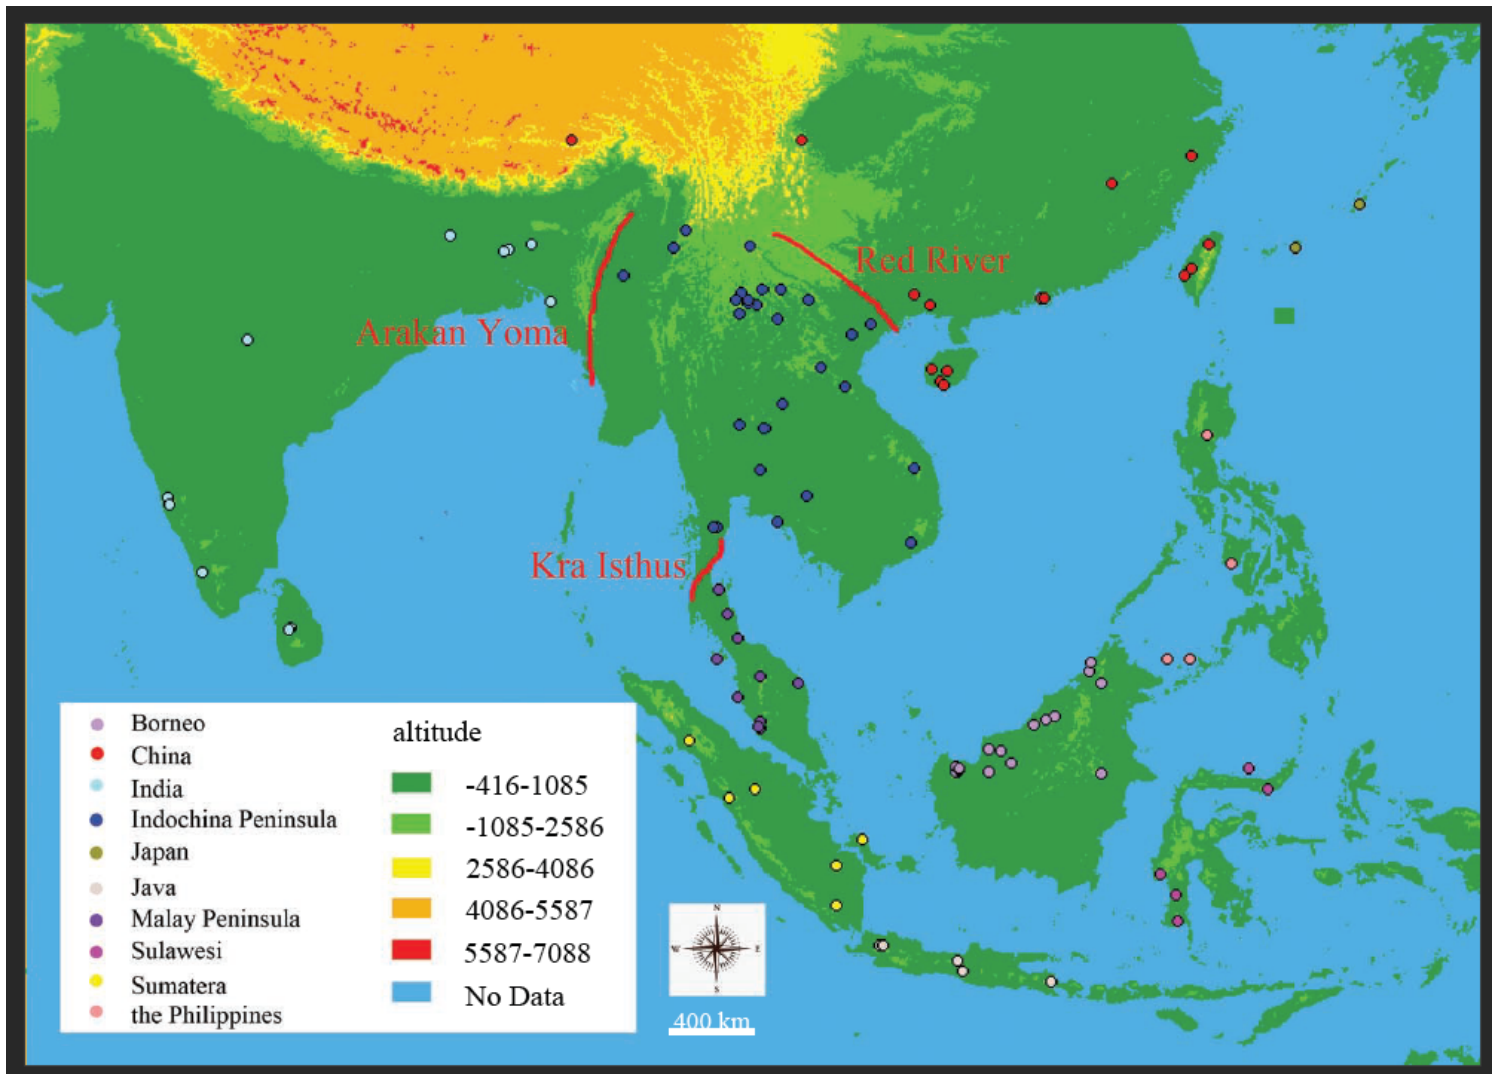 Red River
Arakan Yoma
Kra Isthus
Borneo
China
India
Indochina Peninsula
Japan
Java
Malay Peninsula
Sulawesi
Sumatera
the Philippines
altitude
-416-1085
-1085-2586
2586-4086
4086-5587
5587-7088
No Data
N
W
E
S
400 km